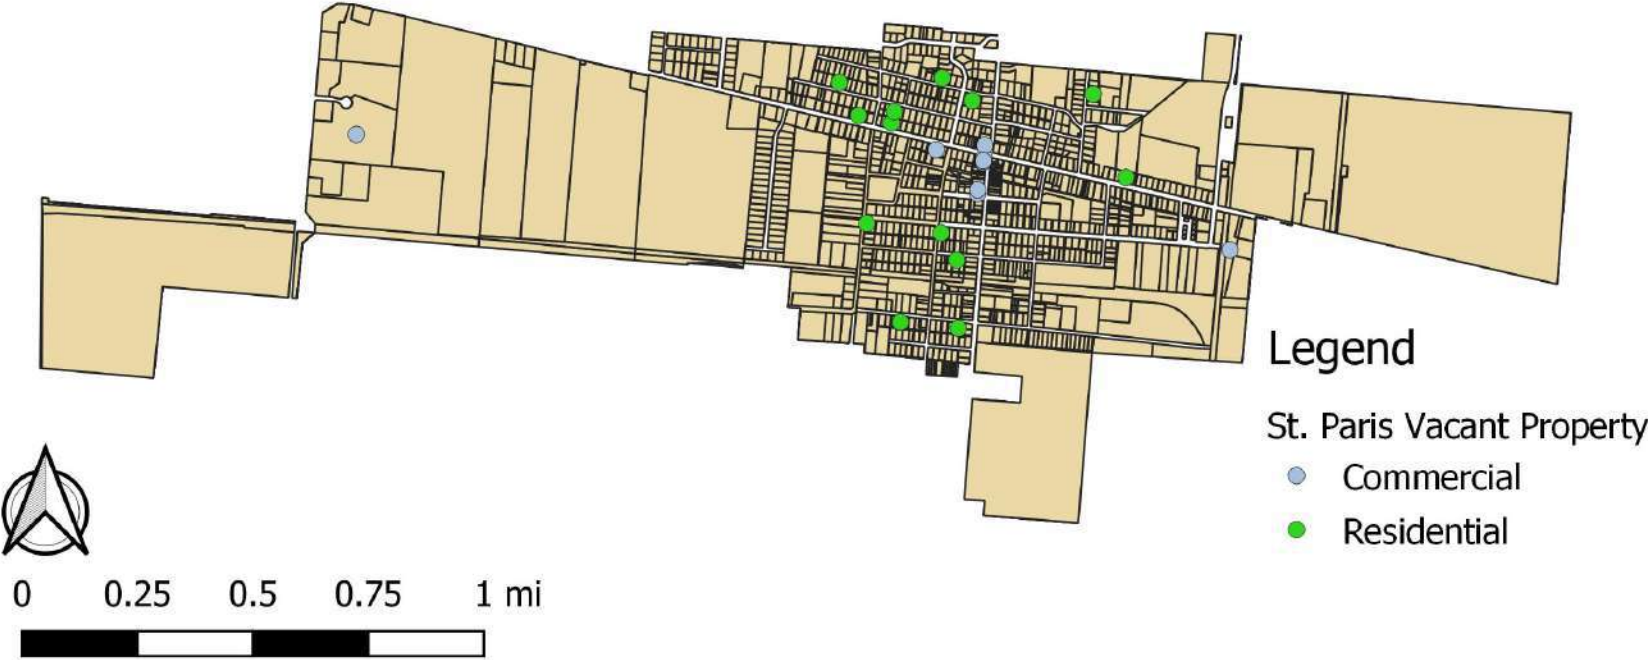 Legend
St. Paris Vacant Property
Commercial
Residential
0 0.25 0.5 0.75 1 mi